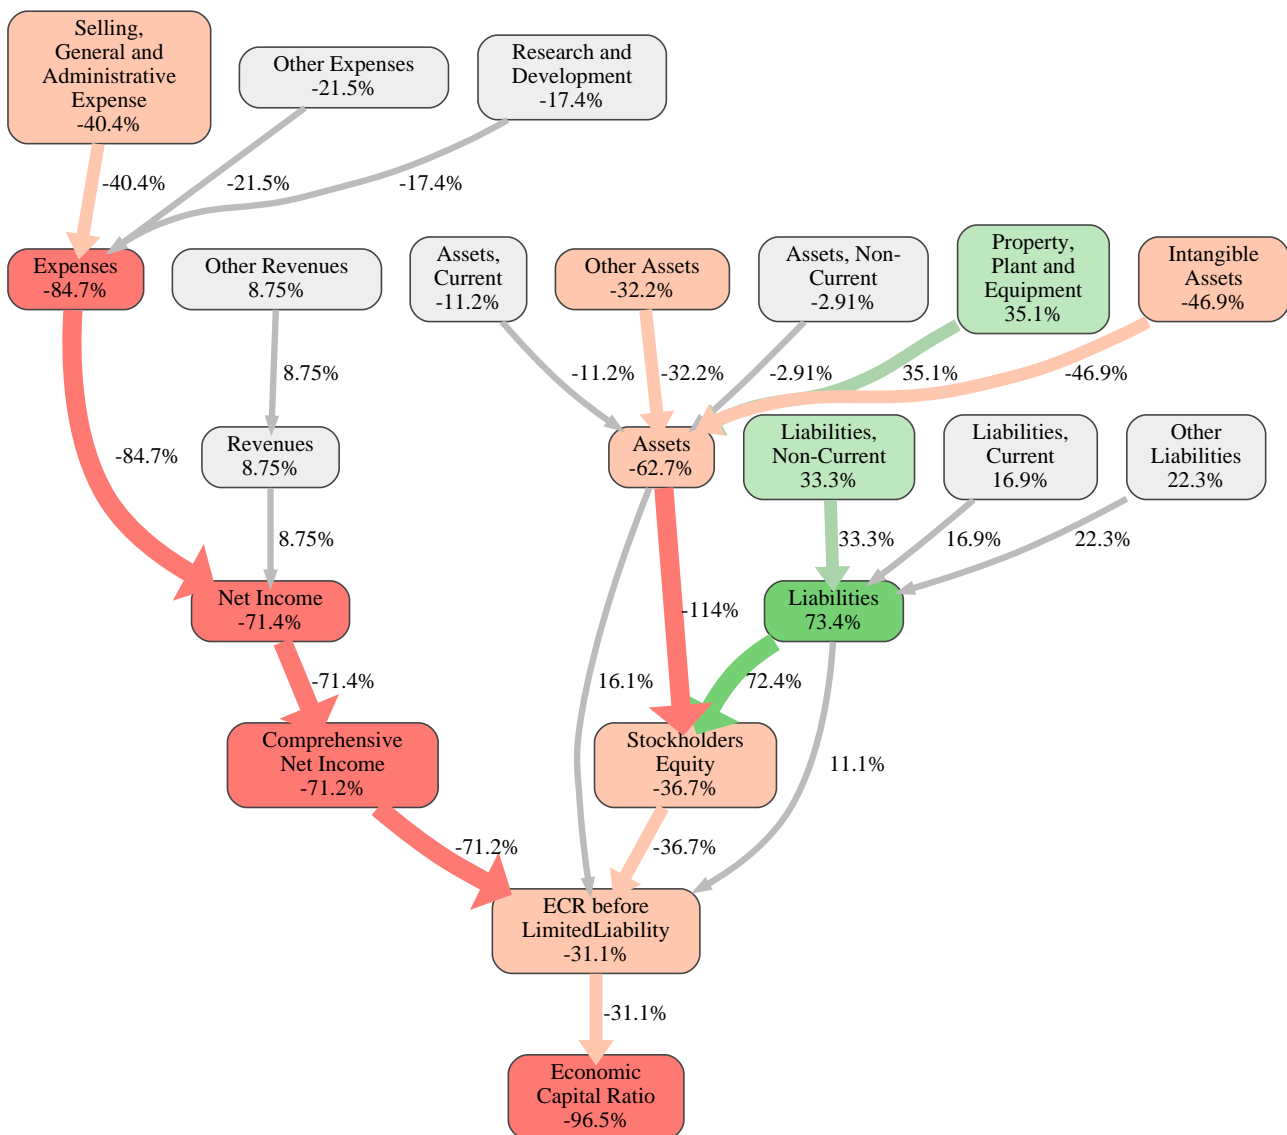 Selling,
General and
Administrative
Expense
-40.4%
Other Expenses
-21.5%
Research and
Development
-17.4%
-40.4%
-21.5%
-17.4%
Expenses
-84.7%
Other Revenues
8.75%
Assets,
Current
-11.2%
Other Assets
-32.2%
Assets, Non-
Current
-2.91%
Property,
Plant and
Equipment
35.1%
Intangible
Assets
-46.9%
8.75%
-11.2%
-32.2%
-2.91%
35.1%
-46.9%
-84.7%
Revenues
8.75%
Assets
-62.7%
Liabilities,
Non-Current
33.3%
Liabilities,
Current
16.9%
Other
Liabilities
22.3%
8.75%
33.3%
16.9%
22.3%
Net Income
-71.4%
-114%
Liabilities
73.4%
-71.4%
16.1%
72.4%
Comprehensive
Net Income
-71.2%
Stockholders
Equity
-36.7%
11.1%
-71.2%
-36.7%
ECR before
LimitedLiability
-31.1%
-31.1%
Economic
Capital Ratio
-96.5%